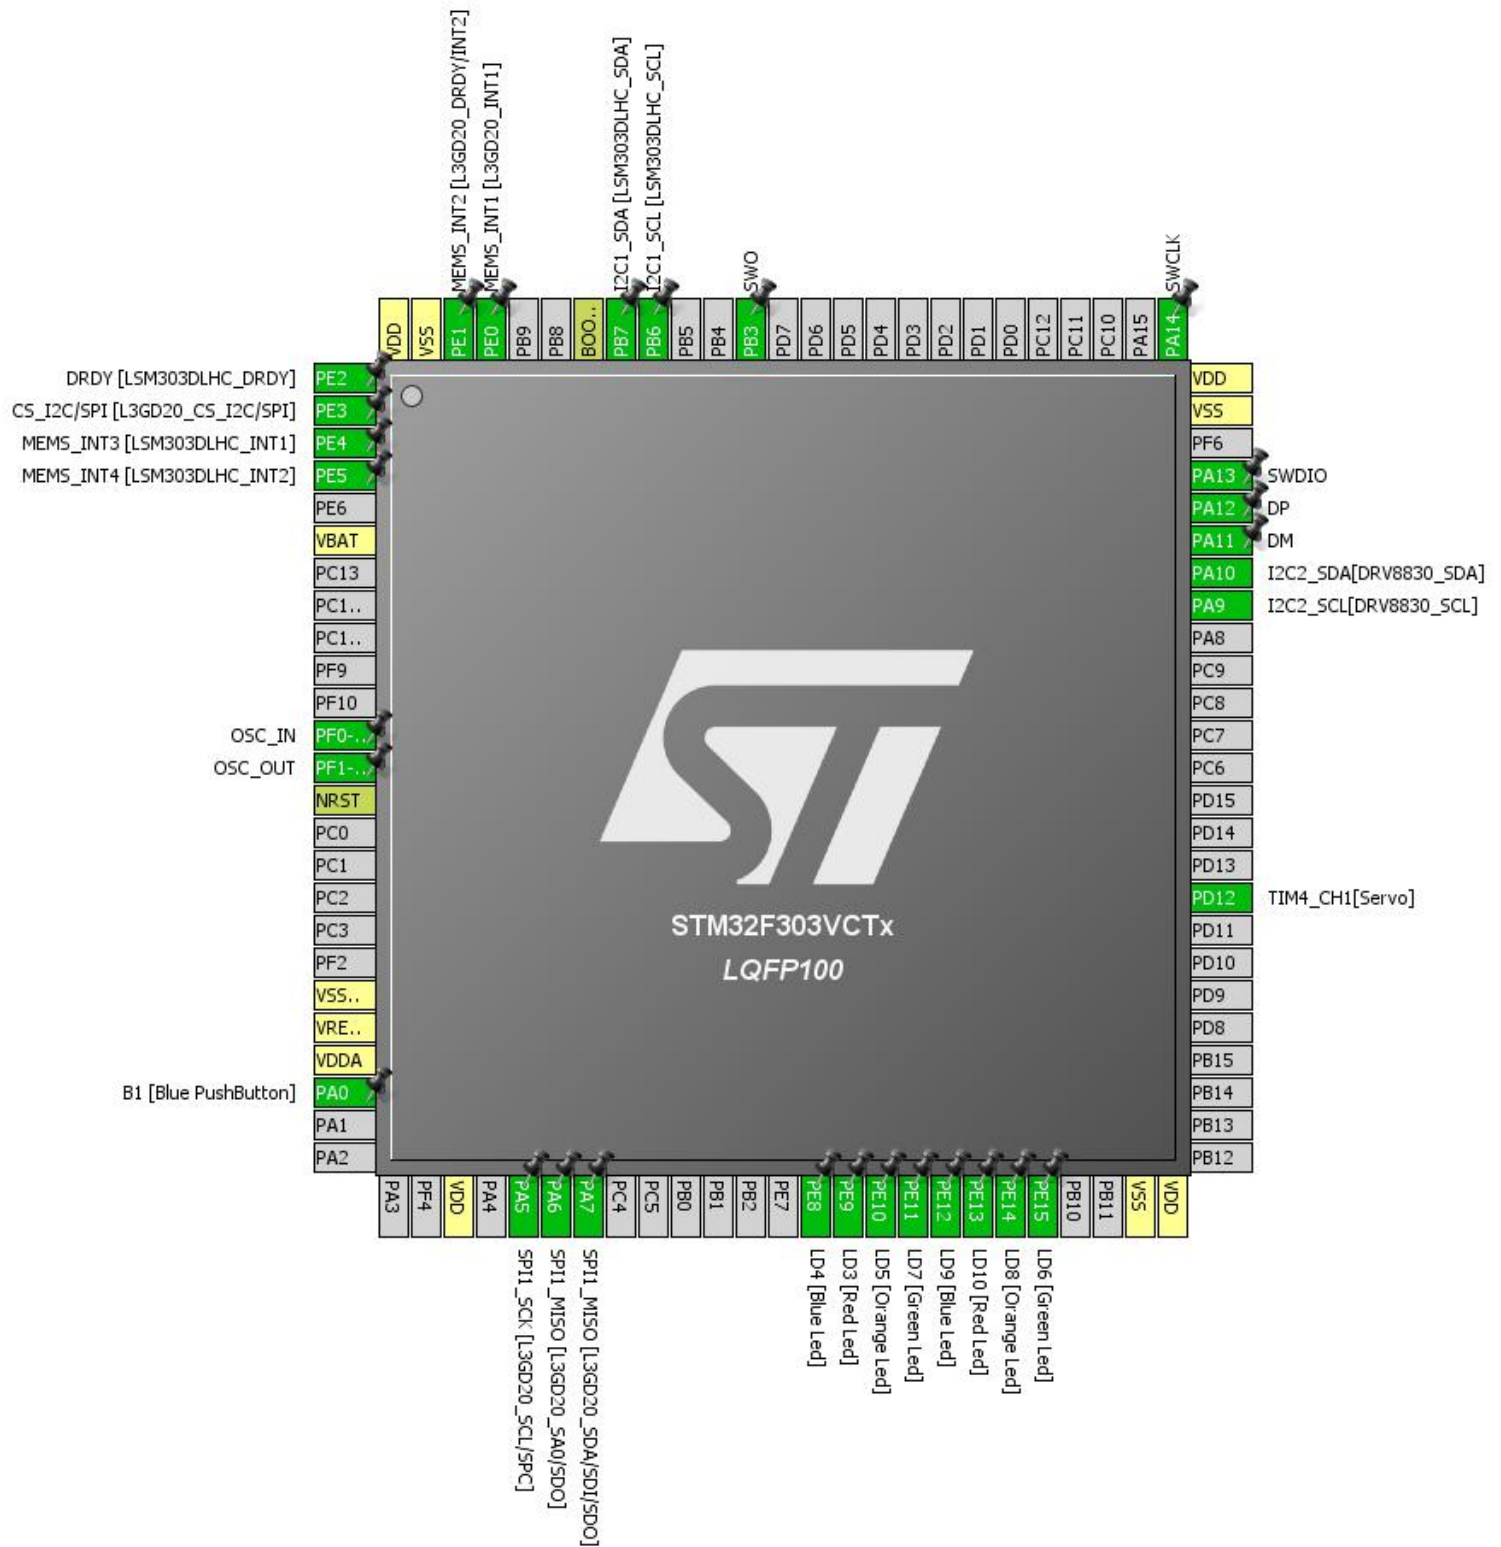 MEMS_INT2 [L3GD20_DRDY/INT2]
MEMS_INT1 [L3GD20_INT1]
I2C1_SDA [LSM303DLHC_SDA]
I2C1_SCL [LSM303DLHC_SCL]
SWO
SWCLK
VDD
VSS
PE1
PE0
PB9
PB8
BOO..
PB7
PB6
PB5
PB4
PB3
PD7
PD6
PD5
PD4
PD3
PD2
PD1
PD0
PC12
PC11
PC10
PA15
PA14
DRDY [LSM303DLHC_DRDY] PE2
CS_I2C/SPI [L3GD20_CS_I2C/SPI] PE3
MEMS_INT3 [LSM303DLHC_INT1] PE4
MEMS_INT4 [LSM303DLHC_INT2] PE5
PE6
VBAT
PC13
PC1..
PC1..
PF9
PF10
OSC_IN PF0-..
OSC_OUT PF1-..
NRST
PC0
PC1
PC2
PC3
PF2
VSS..
VRE..
VDDA
B1 [Blue PushButton] PA0
PA1
PA2
ST
STM32F303VCTx
LQFP100
VDD
VSS
PF6
PA13 SWDIO
PA12 DP
PA11 DM
PA10 I2C2_SDA[DRV8830_SDA]
PA9 I2C2_SCL[DRV8830_SCL]
PA8
PC9
PC8
PC7
PC6
PD15
PD14
PD13
PD12 TIM4_CH1[Servo]
PD11
PD10
PD9
PD8
PB15
PB14
PB13
PB12
PA3
PF4
VDD
PA4
PA5
PA6
PA7
PC4
PC5
PB0
PB1
PB2
PE7
PE8
PE9
PE10
PE11
PE12
PE13
PE14
PE15
PB10
PB11
VSS
VDD
SPI1_SCK [L3GD20_SCL/SPC]
SPI1_MISO [L3GD20_SA0/SDO]
SPI1_MISO [L3GD20_SDA/SDI/SDO]
LD4 [Blue Led]
LD3 [Red Led]
LD5 [Orange Led]
LD7 [Green Led]
LD9 [Blue Led]
LD10 [Red Led]
LD8 [Orange Led]
LD6 [Green Led]